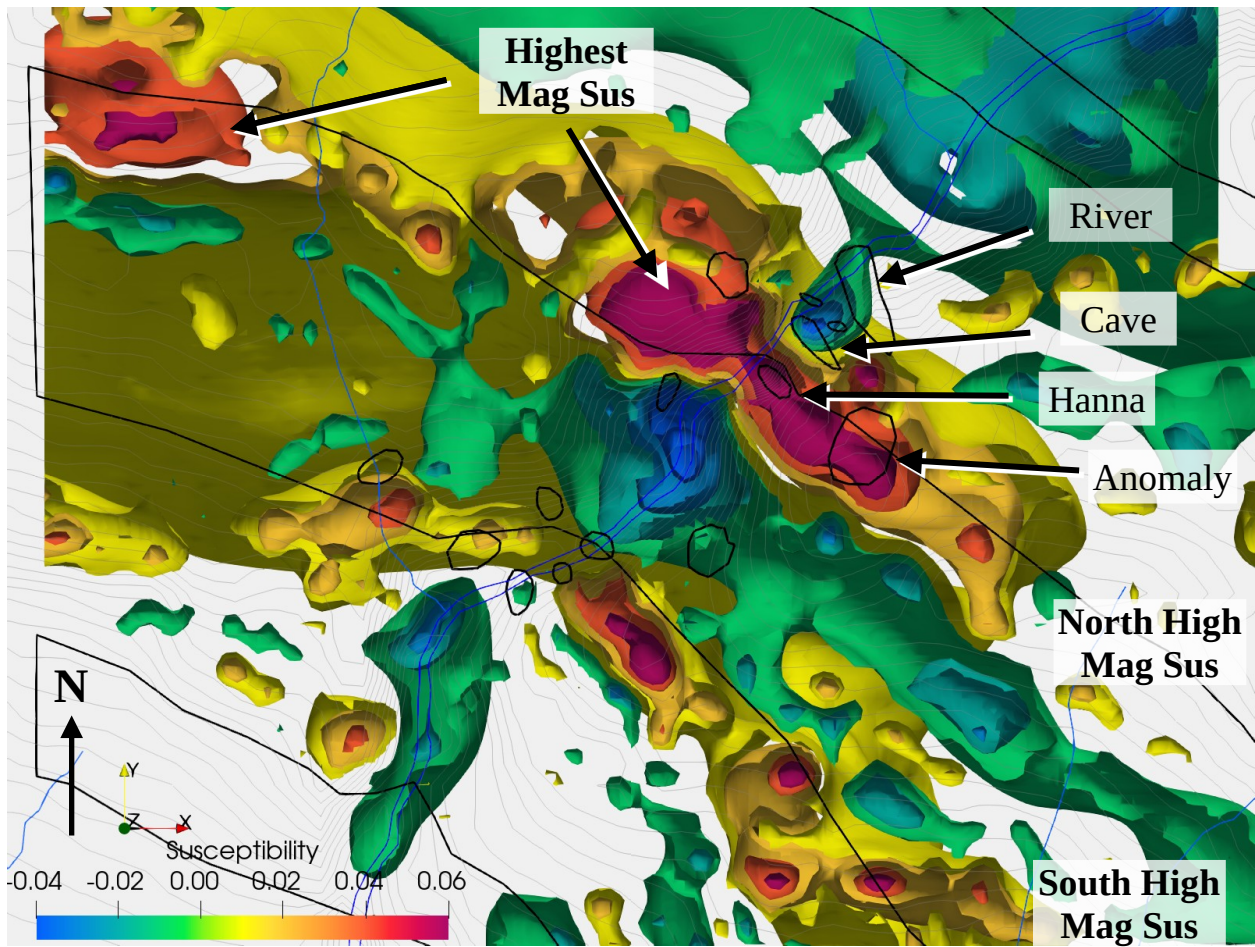 Highest
Mag Sus
River
Cave
Hanna
Anomaly
North High
Mag Sus
N
Y
Z
X
Susceptibility
-0.04 -0.02 0.00 0.02 0.04 0.06
South High
Mag Sus